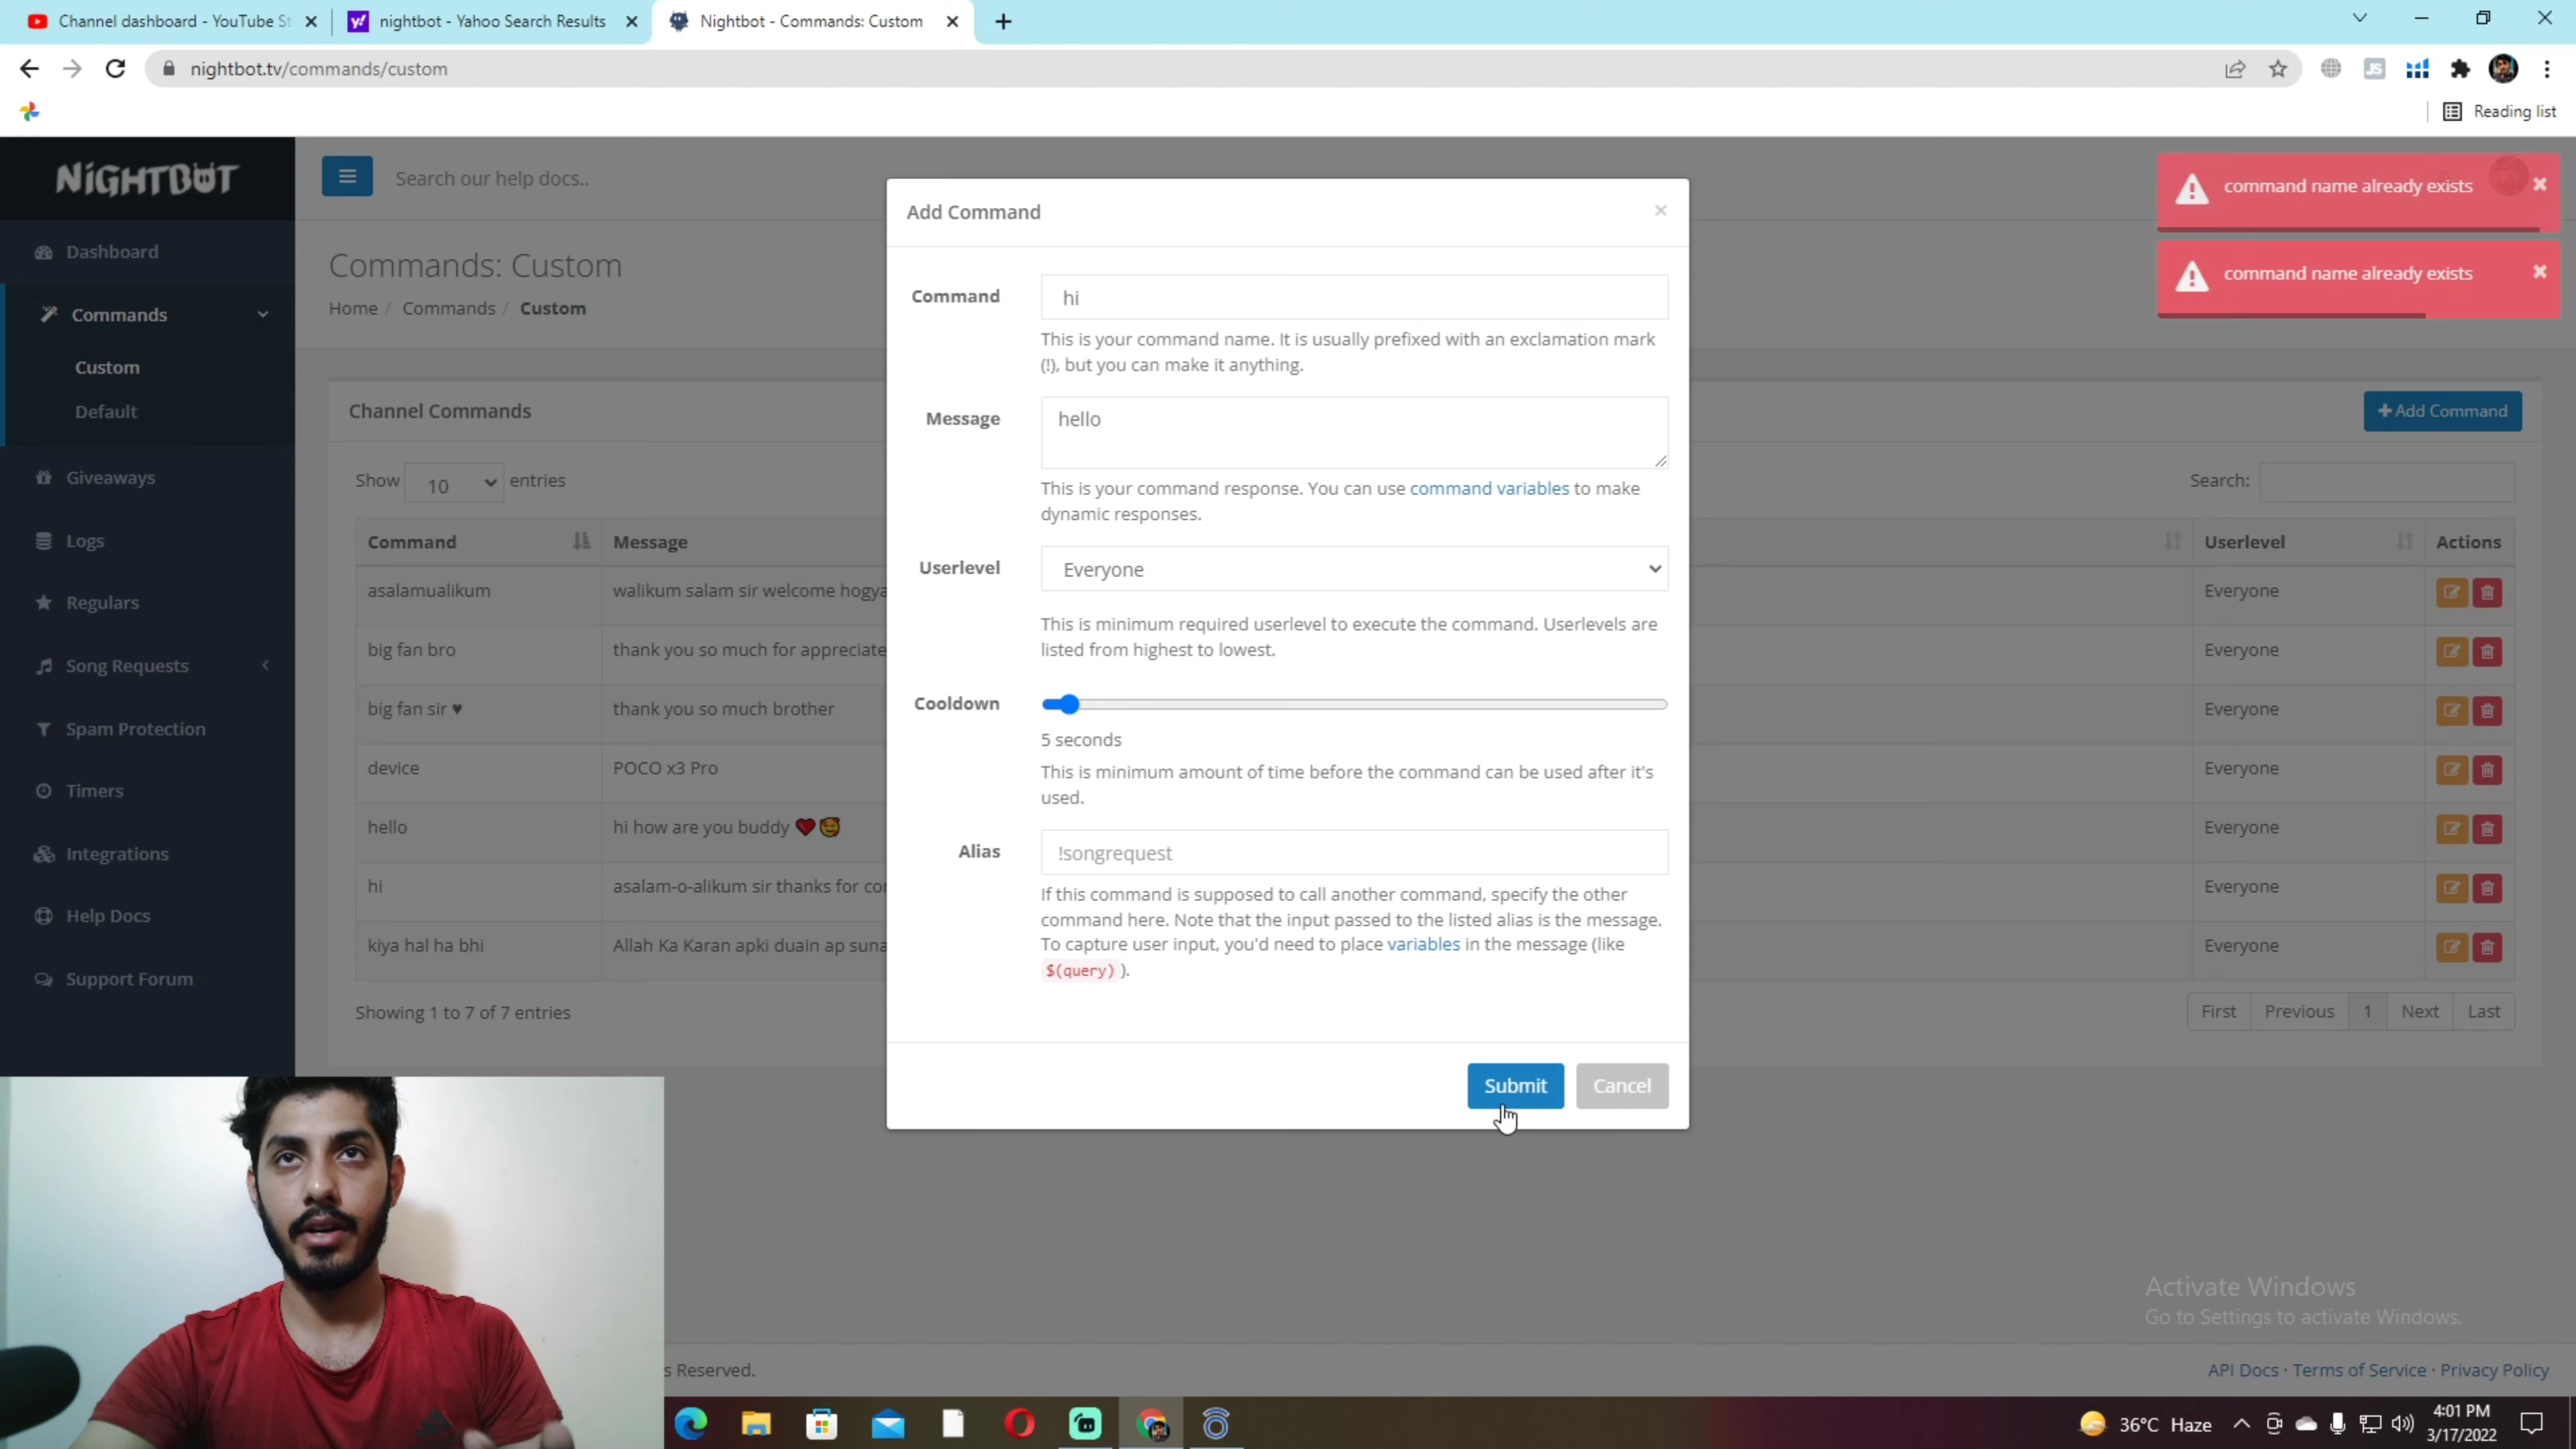 Channel dashboard - YouTube St
nightbot - Yahoo Search Results
Nightbot - Commands: Custom
nightbot.tv/commands/custom
Reading list
NiGHTBOT
Search our help docs..
Dashboard
Commands
Custom
Default
Giveaways
Logs
Regulars
Song Requests
Spam Protection
Timers
Integrations
Help Docs
Support Forum
Commands: Custom
Home / Commands / Custom
Channel Commands
+ Add Command
Show 10 entries
Search:
Command Message Userlevel Actions
asalamualikum walikum salam sir welcome hogya Everyone
big fan bro thank you so much for appreciate Everyone
big fan sir ♥ thank you so much brother Everyone
device POCO x3 Pro Everyone
hello hi how are you buddy ❤️🥰 Everyone
hi asalam-o-alikum sir thanks for co Everyone
kiya hal ha bhi Allah Ka Karan apki duain ap suna Everyone
Showing 1 to 7 of 7 entries
First Previous 1 Next Last
Add Command ×
Command hi
This is your command name. It is usually prefixed with an exclamation mark
(!), but you can make it anything.
Message hello
This is your command response. You can use command variables to make
dynamic responses.
Userlevel Everyone
This is minimum required userlevel to execute the command. Userlevels are
listed from highest to lowest.
Cooldown
5 seconds
This is minimum amount of time before the command can be used after it's
used.
Alias !songrequest
If this command is supposed to call another command, specify the other
command here. Note that the input passed to the listed alias is the message.
To capture user input, you'd need to place variables in the message (like
$(query) ).
Submit Cancel
command name already exists ×
command name already exists ×
Activate Windows
Go to Settings to activate Windows.
s Reserved.
API Docs · Terms of Service · Privacy Policy
36°C Haze
4:01 PM
3/17/2022